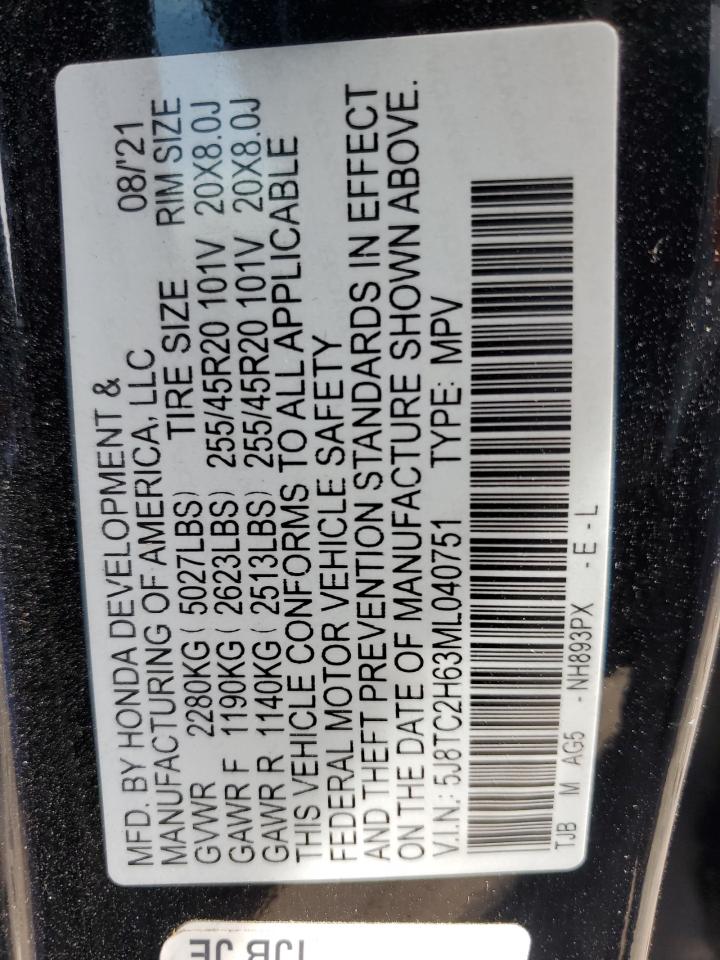 MFD. BY HONDA DEVELOPMENT & 08/'21
MANUFACTURING OF AMERICA, LLC
TIRE SIZE RIM SIZE
GVWR 2280KG( 5027LBS)
GAWR F 1190KG( 2623LBS) 255/45R20 101V 20X8.0J
GAWR R 1140KG( 2513LBS) 255/45R20 101V 20X8.0J
THIS VEHICLE CONFORMS TO ALL APPLICABLE
FEDERAL MOTOR VEHICLE SAFETY
AND THEFT PREVENTION STANDARDS IN EFFECT
ON THE DATE OF MANUFACTURE SHOWN ABOVE.
V.I.N.: 5J8TC2H63ML040751 TYPE: MPV
TJB M AG5 - NH893PX - E - L